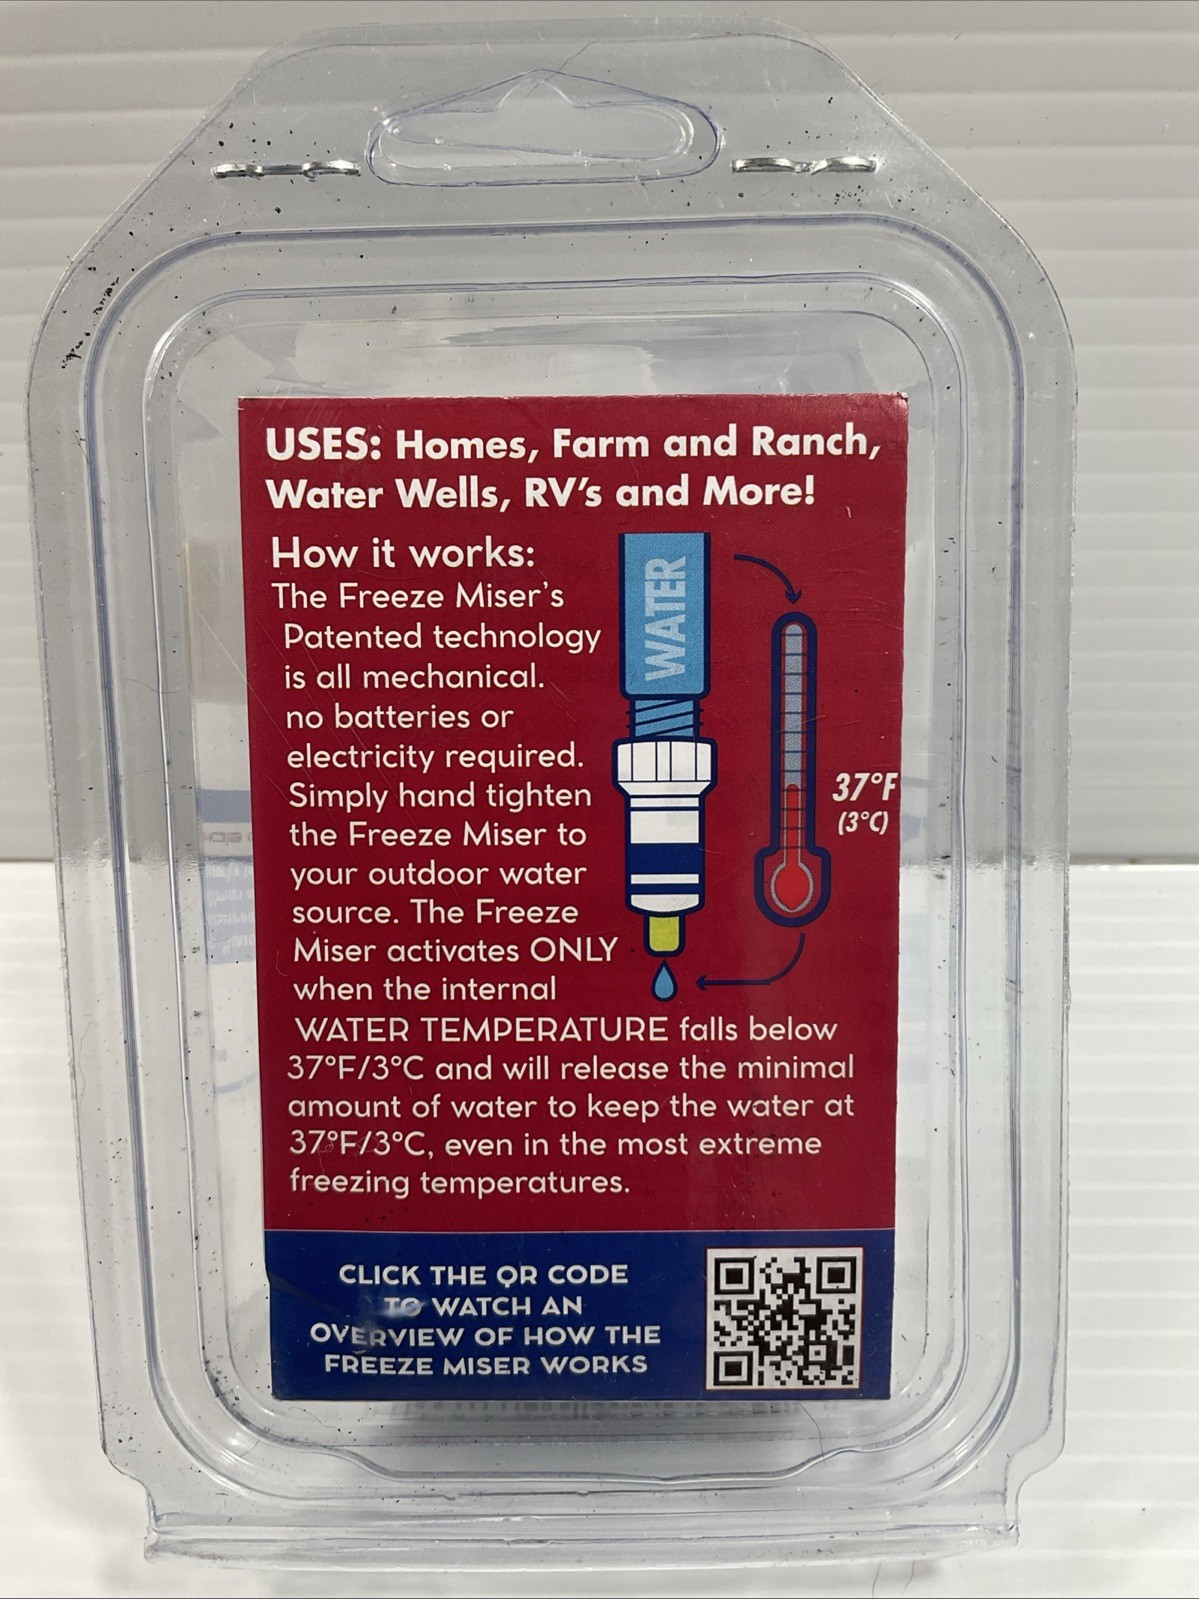 USES: Homes, Farm and Ranch,
Water Wells, RV's and More!
How it works:
The Freeze Miser's
Patented technology
is all mechanical.
no batteries or
electricity required.
Simply hand tighten
the Freeze Miser to
your outdoor water
source. The Freeze
Miser activates ONLY
when the internal
WATER TEMPERATURE falls below
37°F/3°C and will release the minimal
amount of water to keep the water at
37°F/3°C, even in the most extreme
freezing temperatures.
WATER
37°F
(3°C)
CLICK THE QR CODE
TO WATCH AN
OVERVIEW OF HOW THE
FREEZE MISER WORKS